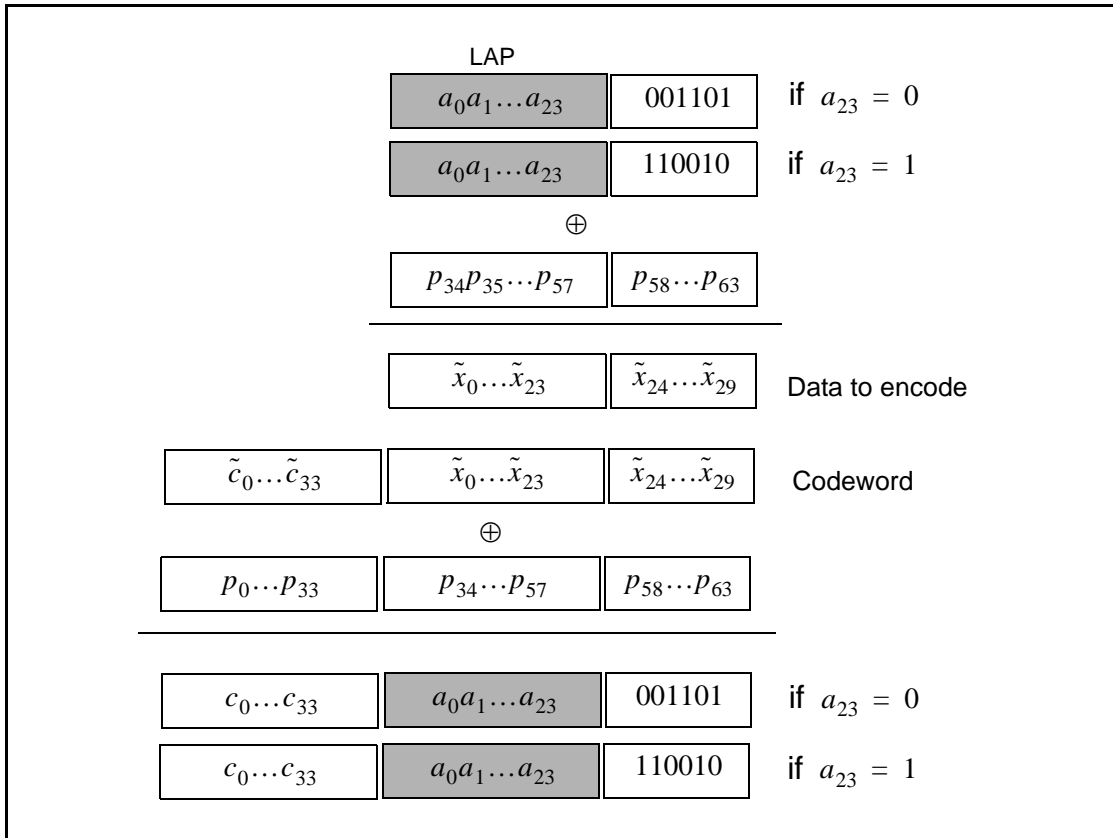 LAP
a₀a₁…a₂₃ 001101 if a₂₃ = 0
a₀a₁…a₂₃ 110010 if a₂₃ = 1
⊕
p₃₄p₃₅…p₅₇ p₅₈…p₆₃
x̃₀…x̃₂₃ x̃₂₄…x̃₂₉ Data to encode
c̃₀…c̃₃₃ x̃₀…x̃₂₃ x̃₂₄…x̃₂₉ Codeword
⊕
p₀…p₃₃ p₃₄…p₅₇ p₅₈…p₆₃
c₀…c₃₃ a₀a₁…a₂₃ 001101 if a₂₃ = 0
c₀…c₃₃ a₀a₁…a₂₃ 110010 if a₂₃ = 1